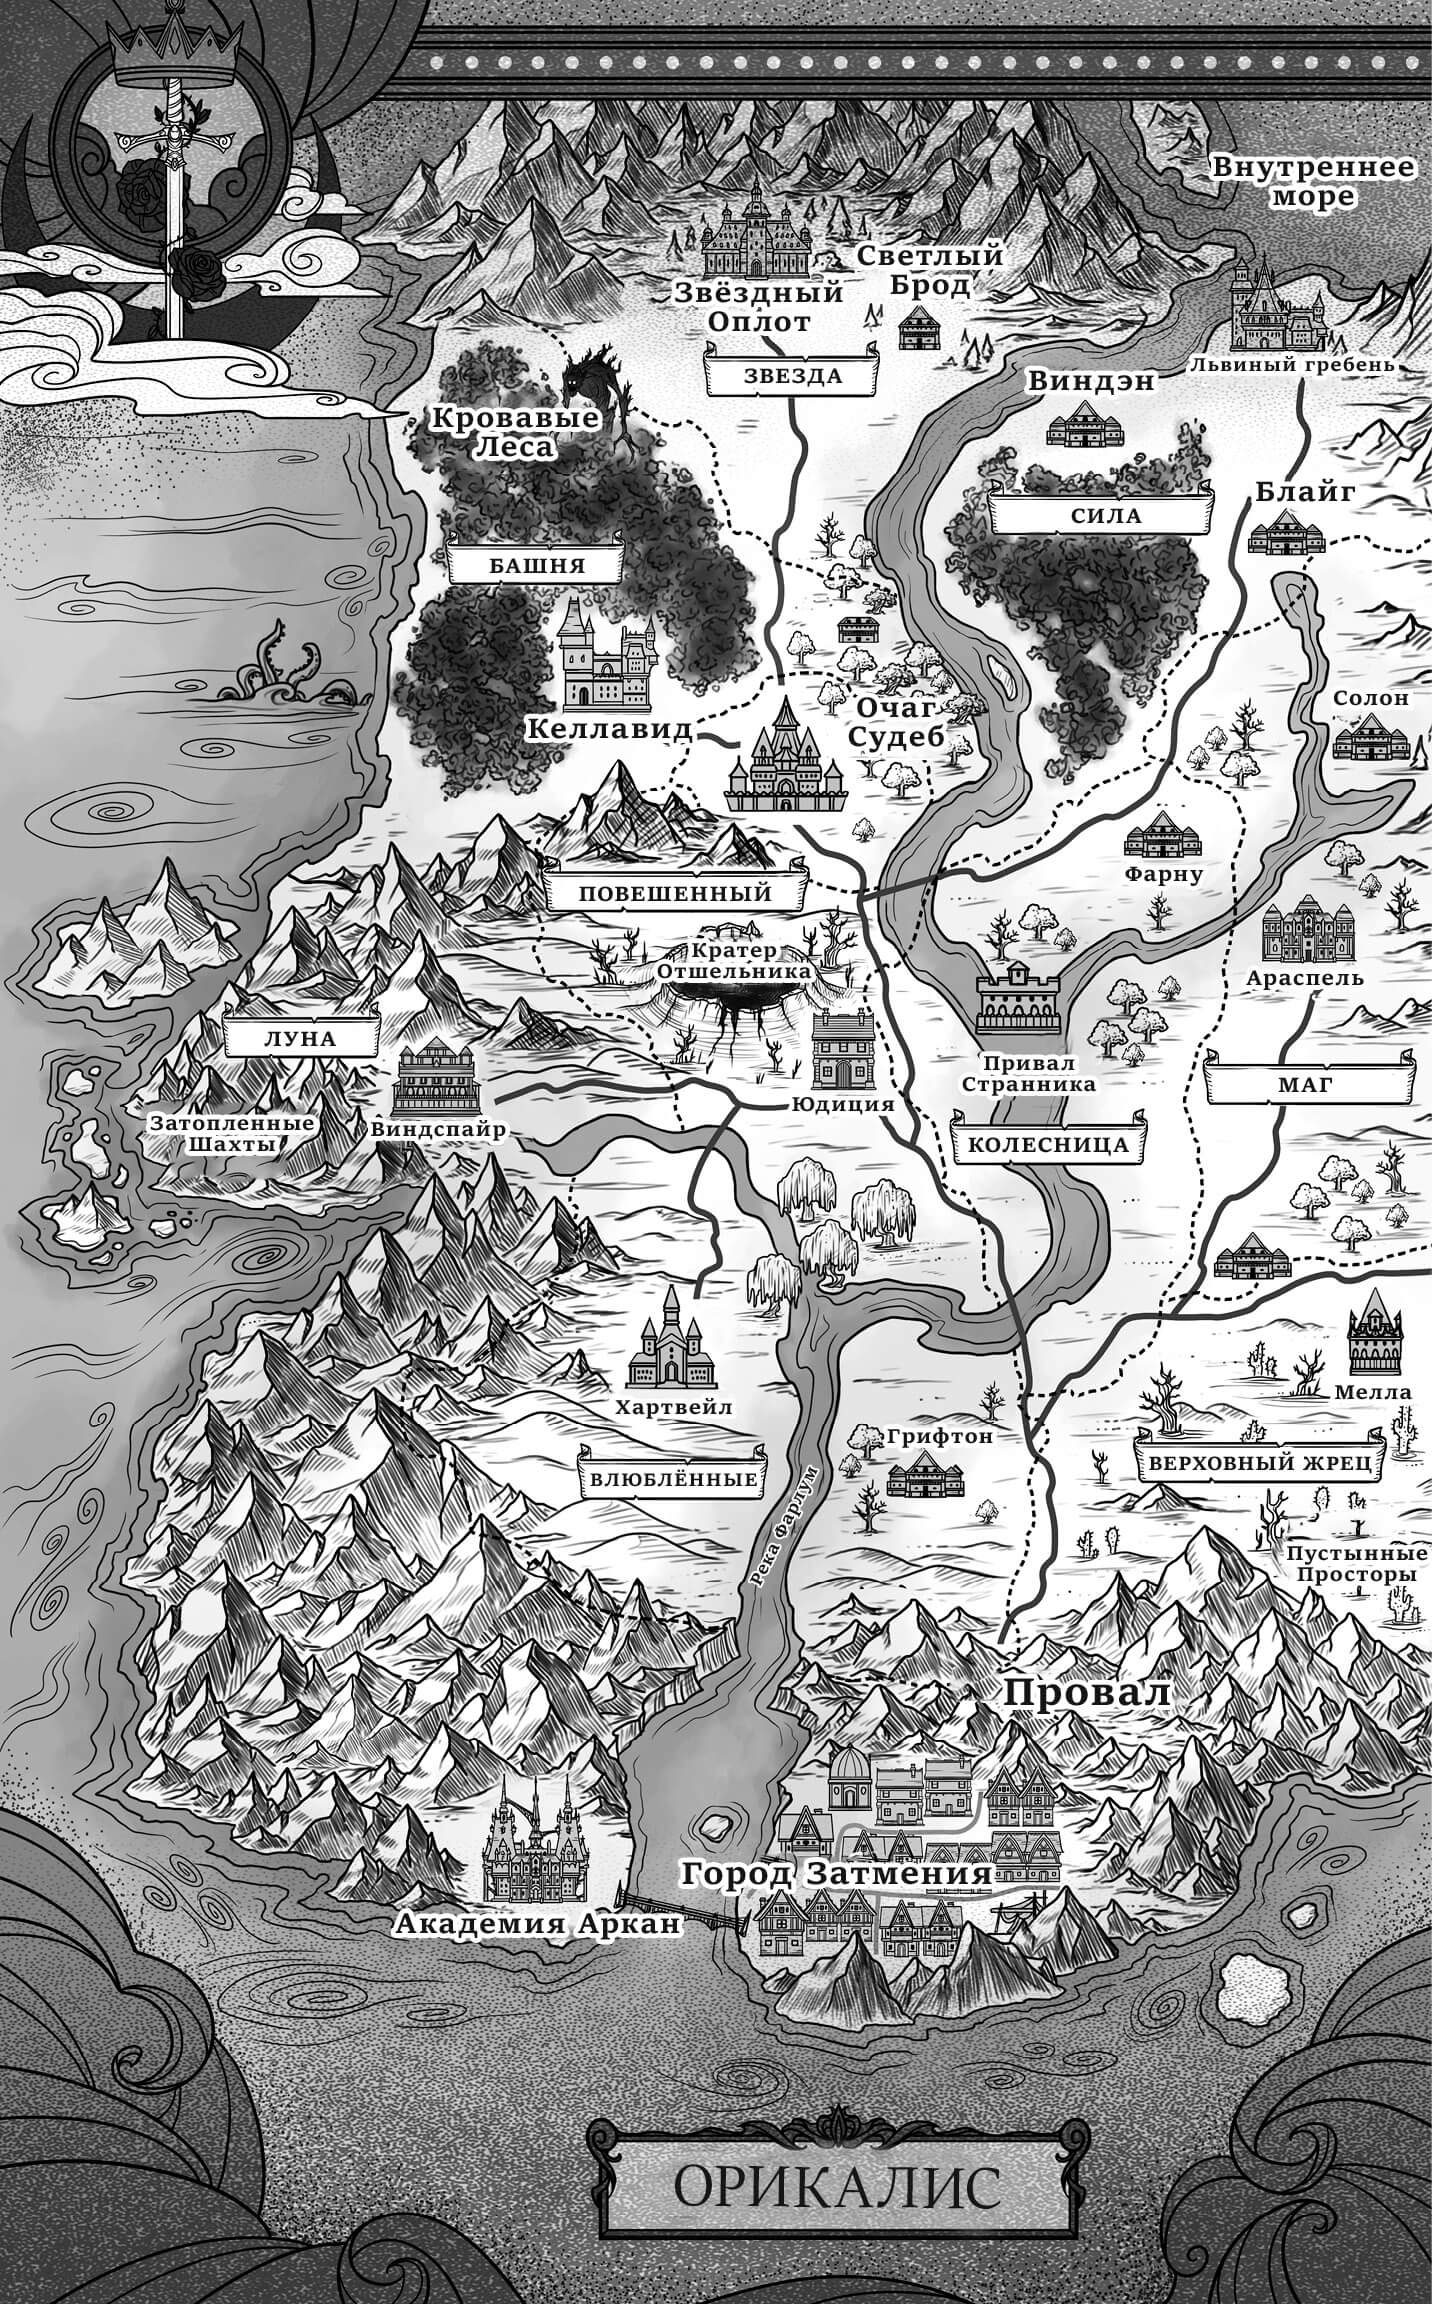 Внутреннее
море
Светлый
Брод
Звёздный
Оплот
ЗВЕЗДА
Львиный гребень
Виндэн
Кровавые
Леса
Блайг
СИЛА
БАШНЯ
Солон
Очаг
Судеб
Келлавид
Фарну
ПОВЕШЕННЫЙ
Кратер
Отшельника
Араспель
ЛУНА
Привал
Странника
МАГ
Юдиция
Затопленные
Шахты
Виндспайр
КОЛЕСНИЦА
Мелла
Хартвейл
Грифтон
ВЕРХОВНЫЙ ЖРЕЦ
ВЛЮБЛЁННЫЕ
Река Фарлум
Пустынные
Просторы
Провал
Город Затмения
Академия Аркан
ОРИКАЛИС